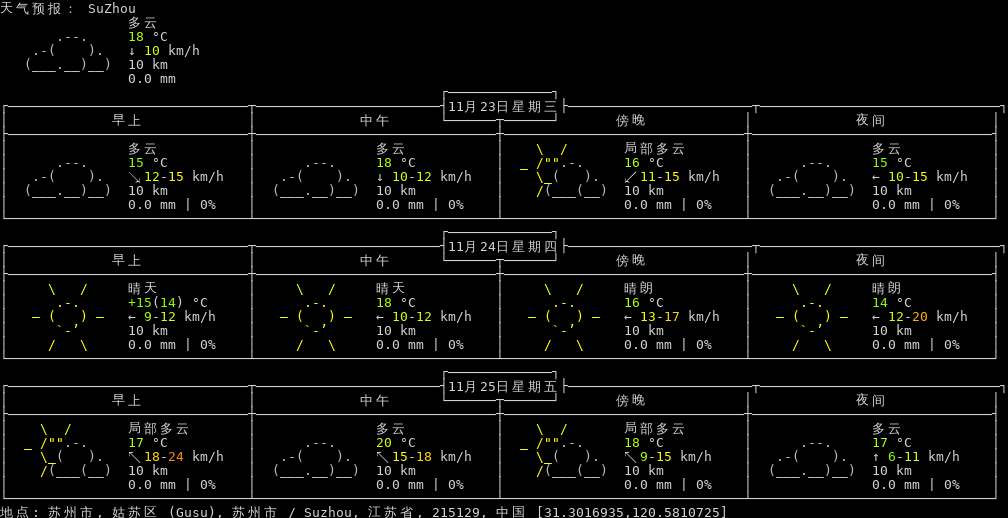 天气预报: SuZhou
多云
18 °C
↓ 10 km/h
10 km
0.0 mm
11月23日星期三
早上 中午 傍晚 夜间
多云 多云 局部多云 多云
15 °C 18 °C 16 °C 15 °C
↘ 12-15 km/h ↓ 10-12 km/h ↙ 11-15 km/h ← 10-15 km/h
10 km 10 km 10 km 10 km
0.0 mm | 0% 0.0 mm | 0% 0.0 mm | 0% 0.0 mm | 0%
11月24日星期四
早上 中午 傍晚 夜间
晴天 晴天 晴朗 晴朗
+15(14) °C 18 °C 16 °C 14 °C
← 9-12 km/h ← 10-12 km/h ← 13-17 km/h ← 12-20 km/h
10 km 10 km 10 km 10 km
0.0 mm | 0% 0.0 mm | 0% 0.0 mm | 0% 0.0 mm | 0%
11月25日星期五
早上 中午 傍晚 夜间
局部多云 多云 局部多云 多云
17 °C 20 °C 18 °C 17 °C
↖ 18-24 km/h ↖ 15-18 km/h ↖ 9-15 km/h ↑ 6-11 km/h
10 km 10 km 10 km 10 km
0.0 mm | 0% 0.0 mm | 0% 0.0 mm | 0% 0.0 mm | 0%
地点: 苏州市, 姑苏区 (Gusu), 苏州市 / Suzhou, 江苏省, 215129, 中国 [31.3016935,120.5810725]